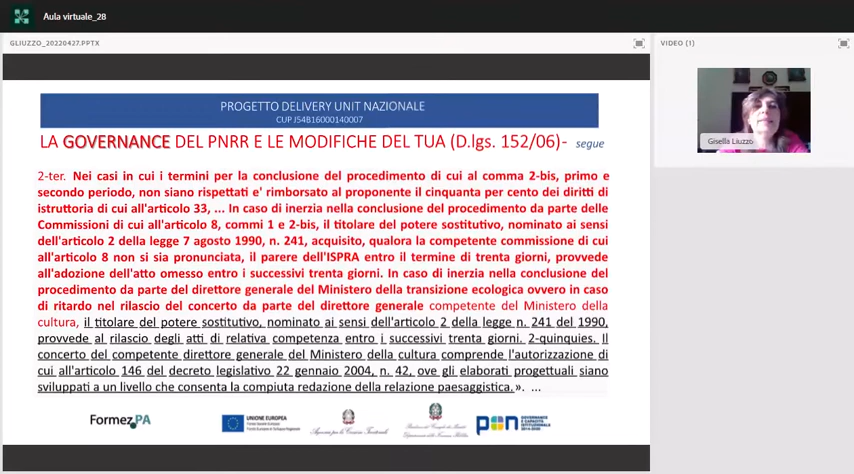 Aula virtuale_28
GLIUZZO_20220427.PPTX
VIDEO (1)
PROGETTO DELIVERY UNIT NAZIONALE
CUP J54B16000140007
LA GOVERNANCE DEL PNRR E LE MODIFICHE DEL TUA (D.lgs. 152/06)- segue
2-ter. Nei casi in cui i termini per la conclusione del procedimento di cui al comma 2-bis, primo e
secondo periodo, non siano rispettati e' rimborsato al proponente il cinquanta per cento dei diritti di
istruttoria di cui all'articolo 33, ... In caso di inerzia nella conclusione del procedimento da parte delle
Commissioni di cui all'articolo 8, commi 1 e 2-bis, il titolare del potere sostitutivo, nominato ai sensi
dell'articolo 2 della legge 7 agosto 1990, n. 241, acquisito, qualora la competente commissione di cui
all'articolo 8 non si sia pronunciata, il parere dell'ISPRA entro il termine di trenta giorni, provvede
all'adozione dell'atto omesso entro i successivi trenta giorni. In caso di inerzia nella conclusione del
procedimento da parte del direttore generale del Ministero della transizione ecologica ovvero in caso
di ritardo nel rilascio del concerto da parte del direttore generale competente del Ministero della
cultura, il titolare del potere sostitutivo, nominato ai sensi dell'articolo 2 della legge n. 241 del 1990,
provvede al rilascio degli atti di relativa competenza entro i successivi trenta giorni. 2-quinquies. Il
concerto del competente direttore generale del Ministero della cultura comprende l'autorizzazione di
cui all'articolo 146 del decreto legislativo 22 gennaio 2004, n. 42, ove gli elaborati progettuali siano
sviluppati a un livello che consenta la compiuta redazione della relazione paesaggistica.». ...
Gisella Liuzzo
Formez PA
UNIONE EUROPEA
pon
GOVERNANCE
E CAPACITÀ
ISTITUZIONALE
2014-2020